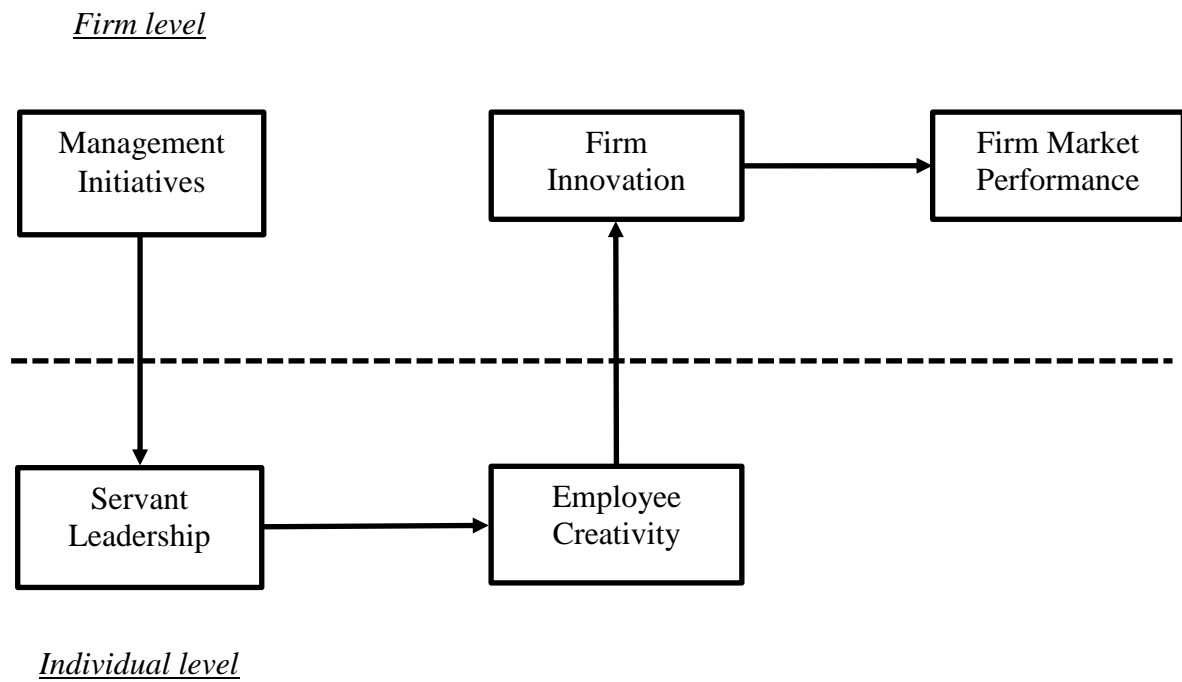 Firm level
Management
Initiatives
Firm
Innovation
Firm Market
Performance
Servant
Leadership
Employee
Creativity
Individual level